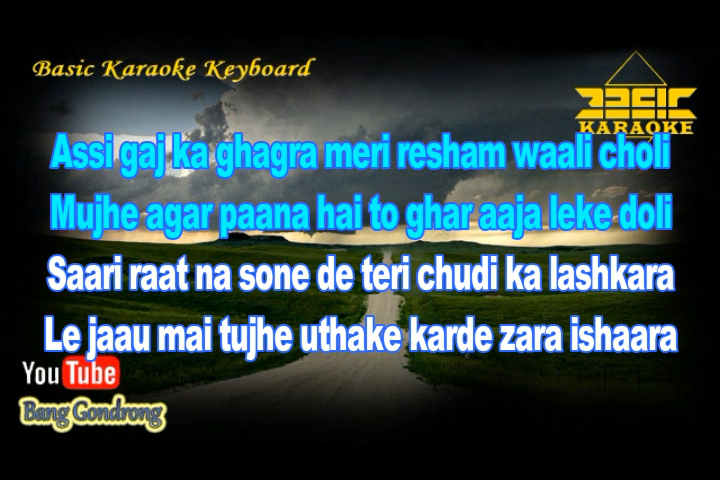 Basic Karaoke Keyboard
BASIC
KARAOKE
Assi gaj ka ghagra meri resham waali choli
Mujhe agar paana hai to ghar aaja leke doli
Saari raat na sone de teri chudi ka lashkara
Le jaau mai tujhe uthake karde zara ishaara
You Tube
Bang Gondrong